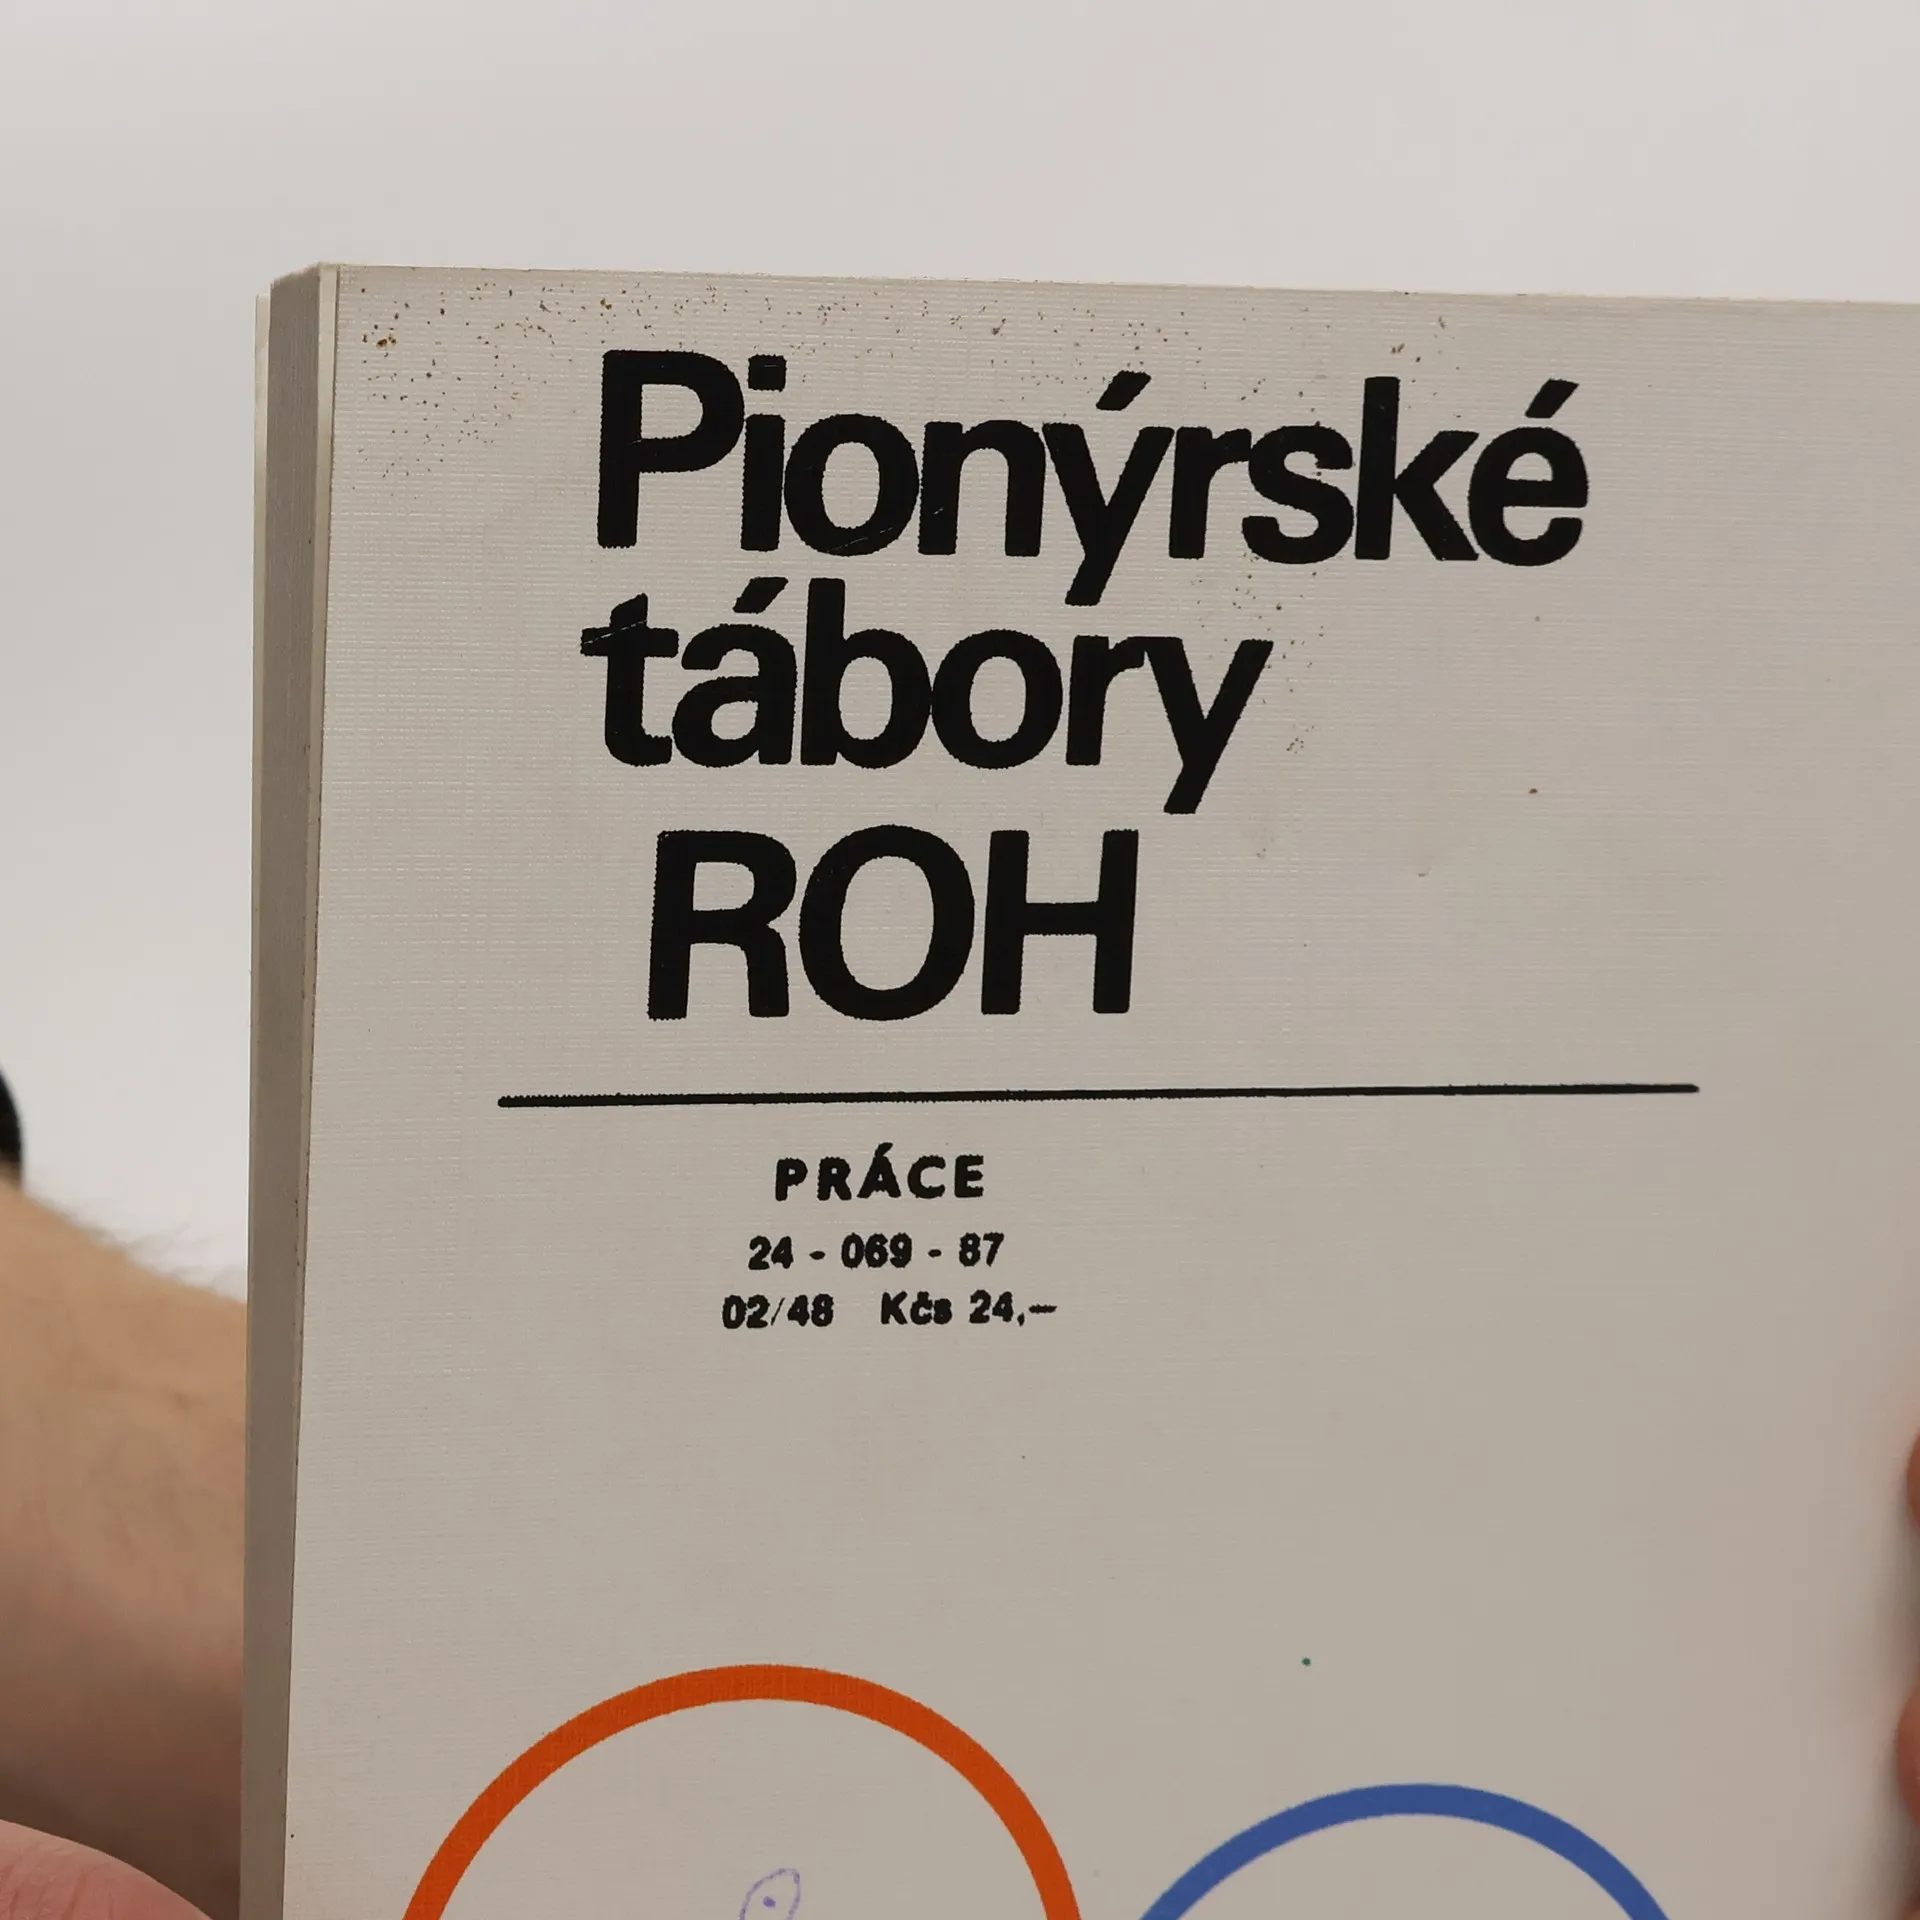 Pionýrské
tábory
ROH
PRÁCE
24 - 069 - 87
02/48 Kčs 24,—